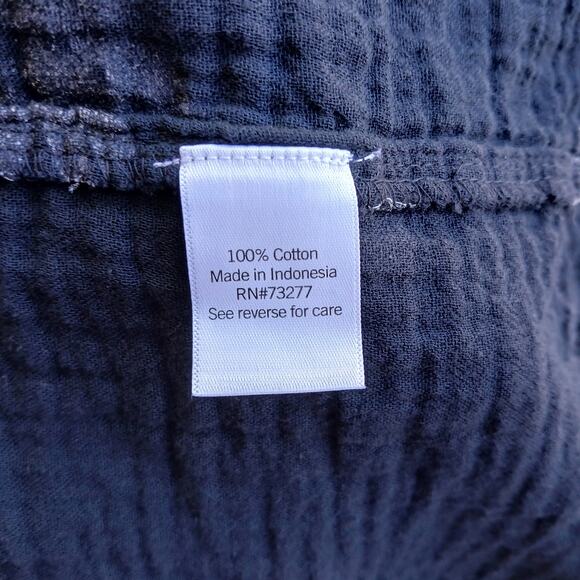 100% Cotton
Made in Indonesia
RN#73277
See reverse for care